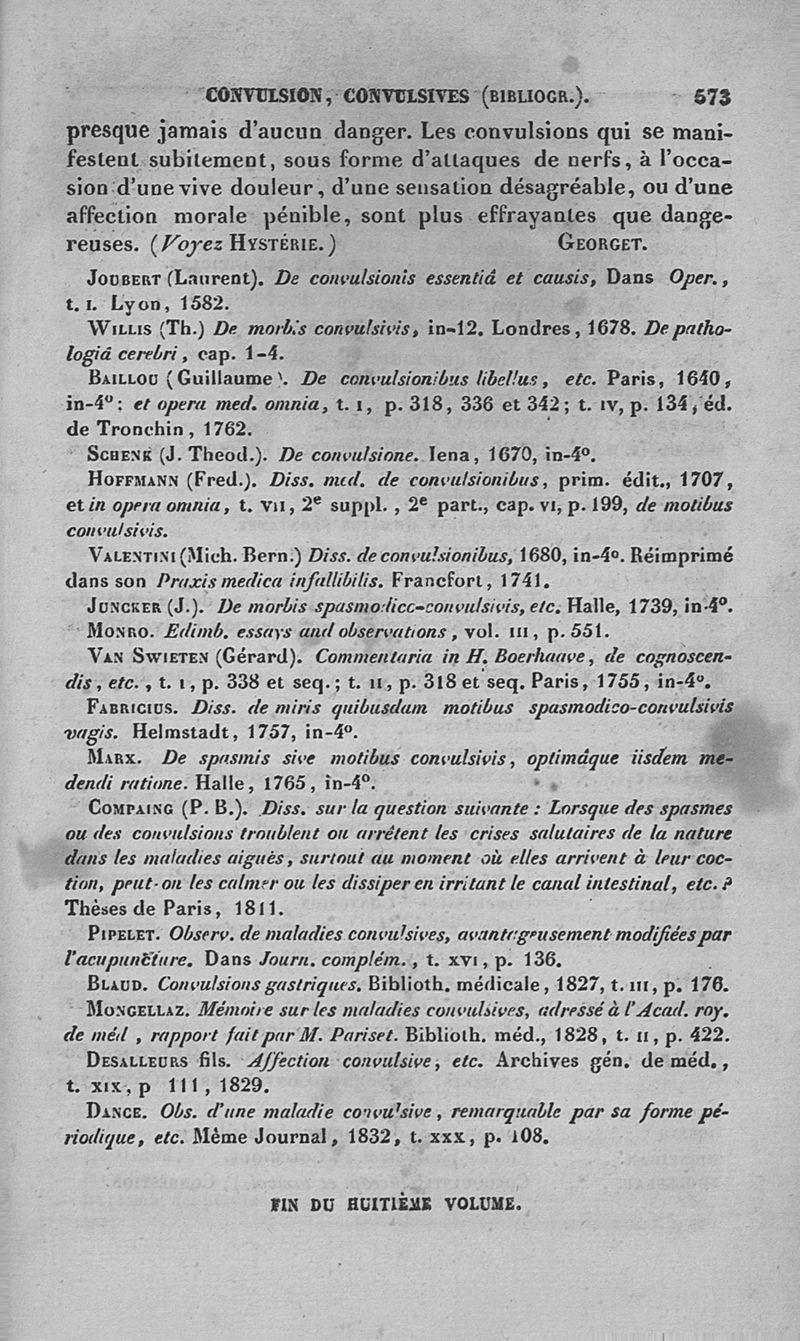 CONVULSION, CONVULSIVES (BIBLIOGR.). 573
presque jamais d'aucun danger. Les convulsions qui se mani-
festent subitement, sous forme d'attaques de nerfs, à l'occa-
sion d'une vive douleur, d'une sensation désagréable, ou d'une
affection morale pénible, sont plus effrayantes que dange-
reuses. (Voyez HYSTÉRIE.) GEORGET.
JOUBERT (Laurent). De convulsionis essentiâ et causis, Dans Oper.,
t. I. Lyon, 1582.
WILLIS (Th.) De morbis convulsivis, in-12. Londres, 1678. De patho-
logiâ cerebri, cap. 1-4.
BAILLOU (Guillaume). De convulsionibus libellus, etc. Paris, 1640,
in-4°: et opera med. omnia, t. I, p. 318, 336 et 342; t. IV, p. 134, éd.
de Tronchin, 1762.
SCHENK (J. Theod.). De convulsione. Iena, 1670, in-4°.
HOFFMANN (Fred.). Diss. med. de convulsionibus, prim. édit., 1707,
et in opera omnia, t. VII, 2e suppl., 2e part., cap. VI, p. 199, de motibus
convulsivis.
VALENTINI (Mich. Bern.) Diss. de convulsionibus, 1680, in-4°. Réimprimé
dans son Praxis medica infallibilis. Francfort, 1741.
JUNCKER (J.). De morbis spasmodico-convulsivis, etc. Halle, 1739, in-4°.
MONRO. Edimb. essays and observations, vol. III, p. 551.
VAN SWIETEN (Gérard). Commentaria in H. Boerhaave, de cognoscen-
dis, etc., t. I, p. 338 et seq.; t. II, p. 318 et seq. Paris, 1755, in-4°.
FABRICIUS. Diss. de miris quibusdam motibus spasmodico-convulsivis
vagis. Helmstadt, 1757, in-4°.
MARX. De spasmis sive motibus convulsivis, optimâque iisdem me-
dendi ratione. Halle, 1765, in-4°.
COMPAING (P. B.). Diss. sur la question suivante : Lorsque des spasmes
ou des convulsions troublent ou arrêtent les crises salutaires de la nature
dans les maladies aiguës, surtout au moment où elles arrivent à leur coc-
tion, peut-on les calmer ou les dissiper en irritant le canal intestinal, etc.?
Thèses de Paris, 1811.
PIPELET. Observ. de maladies convulsives, avantageusement modifiées par
l'acupuncture. Dans Journ. complém., t. XVI, p. 136.
BLAUD. Convulsions gastriques. Biblioth. médicale, 1827, t. III, p. 176.
MONGELLAZ. Mémoire sur les maladies convulsives, adressé à l'Acad. roy.
de méd, rapport fait par M. Pariset. Biblioth. méd., 1828, t. II, p. 422.
DESALLEURS fils. Affection convulsive, etc. Archives gén. de méd.,
t. XIX, p 111, 1829.
DANCE. Obs. d'une maladie convulsive, remarquable par sa forme pé-
riodique, etc. Même Journal, 1832, t. XXX, p. 108.
FIN DU HUITIÈME VOLUME.